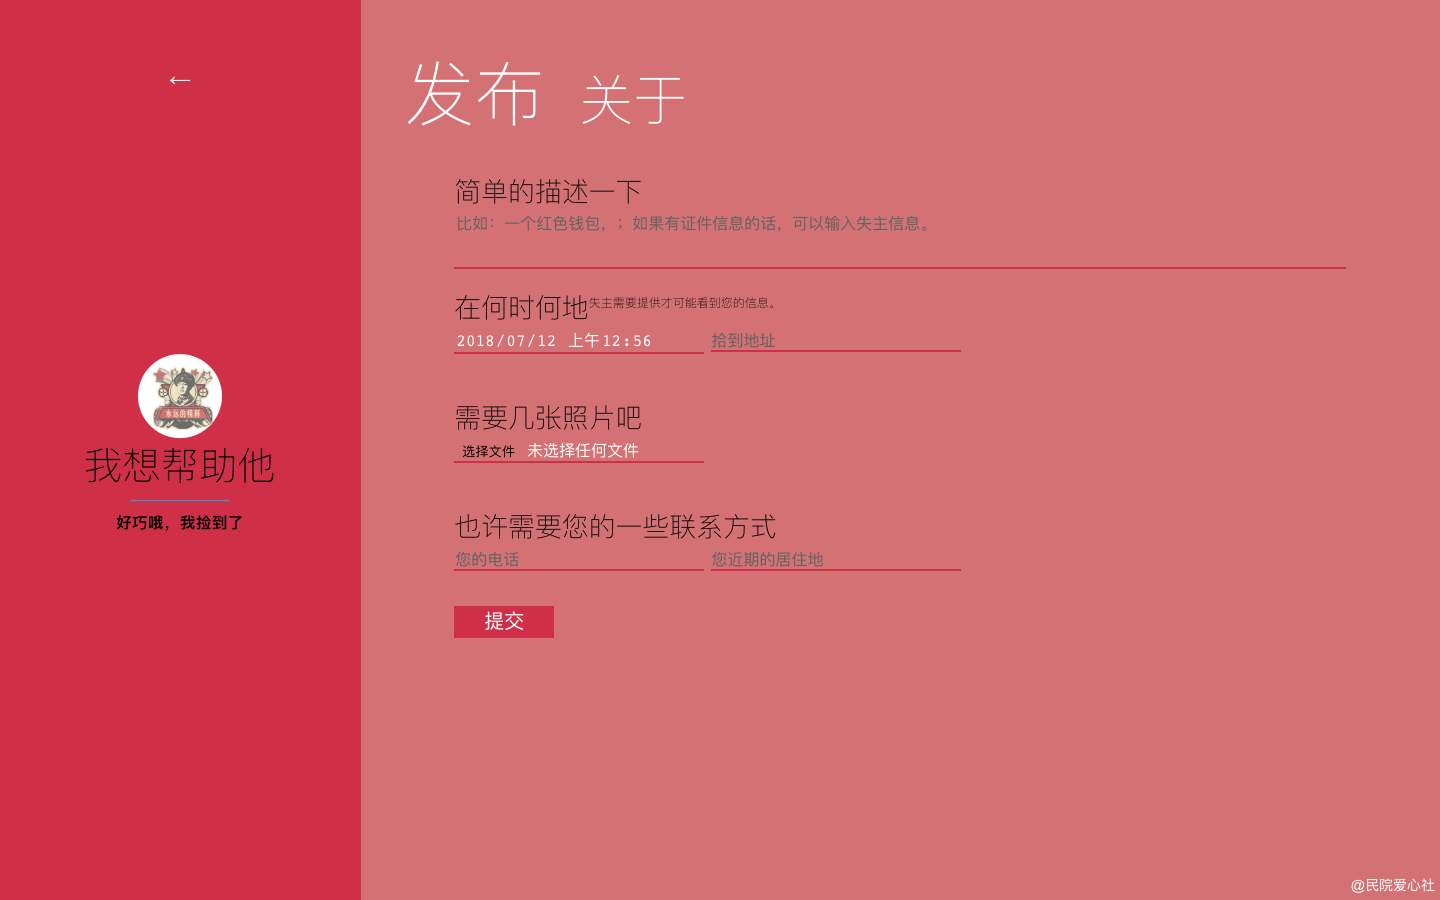 ←
发布 关于
简单的描述一下
比如：一个红色钱包，；如果有证件信息的话，可以输入失主信息。
在何时何地失主需要提供才可能看到您的信息。
2018/07/12 上午12:56 拾到地址
永远的榜样
我想帮助他
好巧哦，我捡到了
需要几张照片吧
选择文件 未选择任何文件
也许需要您的一些联系方式
您的电话 您近期的居住地
提交
@民院爱心社